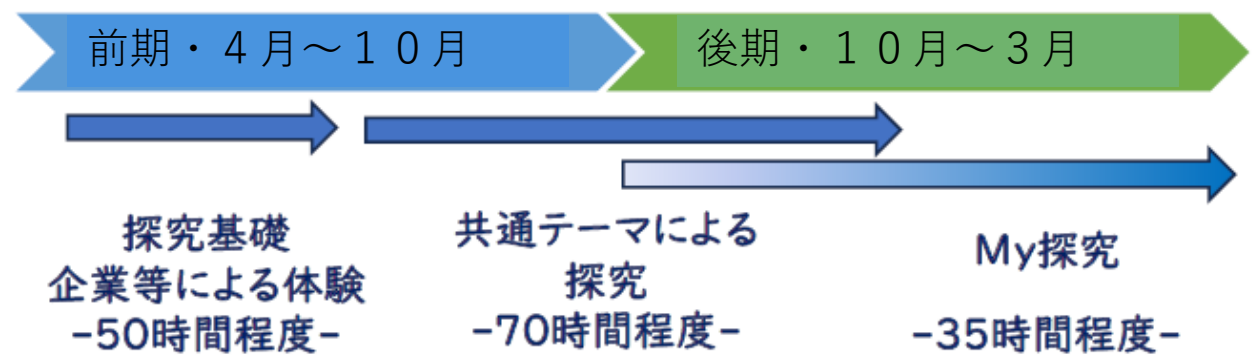 前期・４月～１０月
後期・１０月～３月
探究基礎
企業等による体験
-50時間程度-
共通テーマによる
探究
-70時間程度-
My探究
-35時間程度-